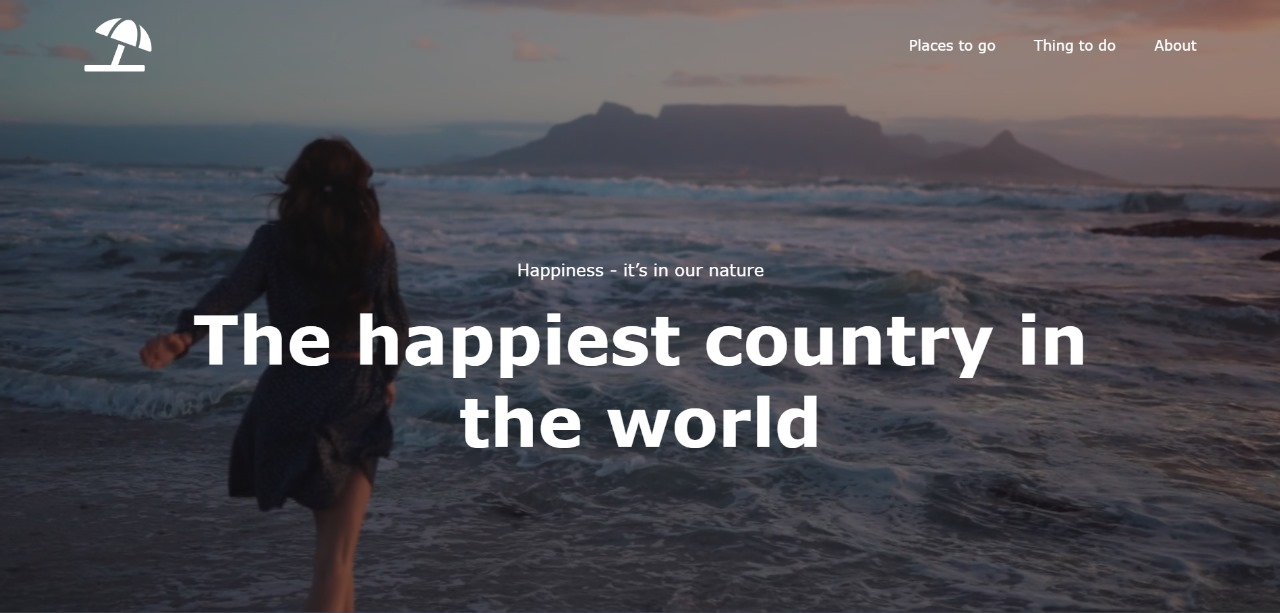 Places to go Thing to do About
Happiness - it’s in our nature
The happiest country in
the world